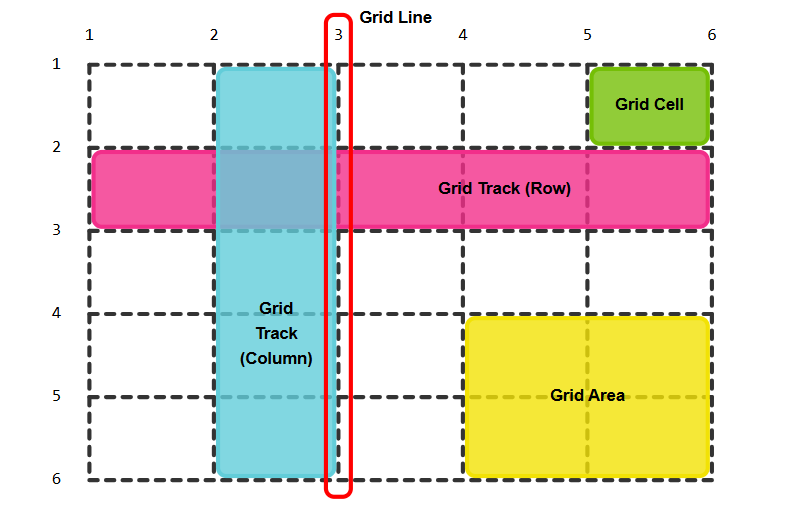 Grid Line
1 2 3 4 5 6
1
Grid Cell
2
Grid Track (Row)
3
4
Grid
Track
(Column)
5
Grid Area
6